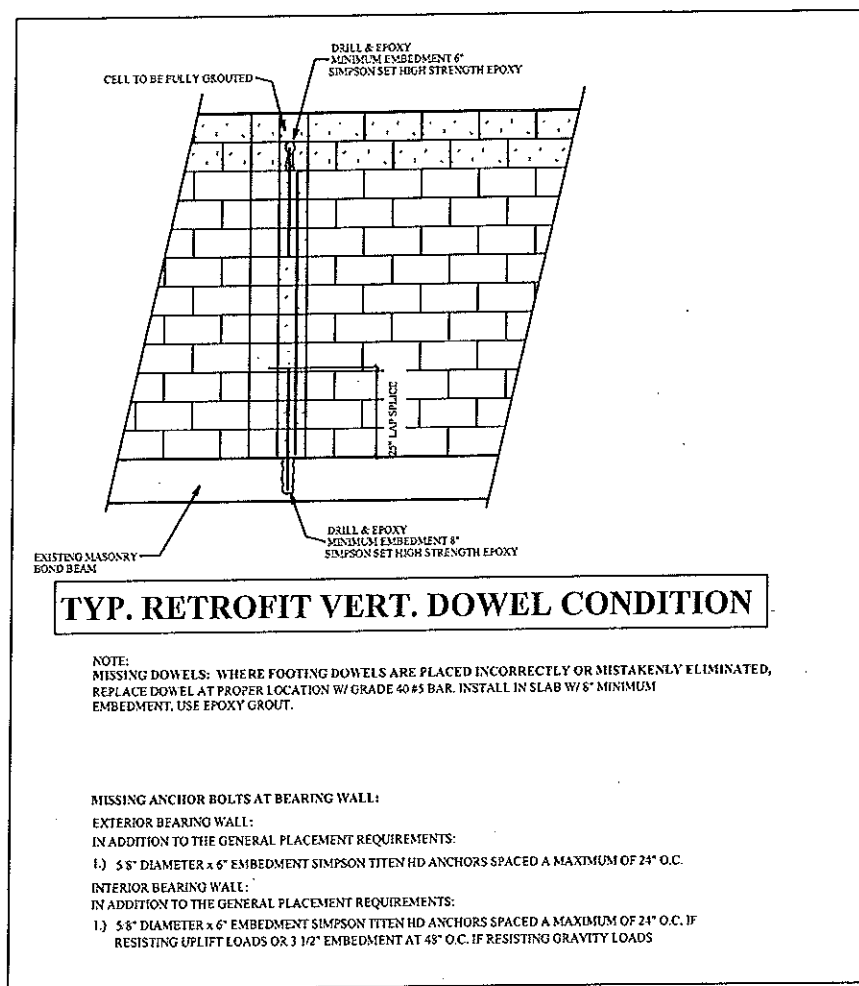 DRILL & EPOXY
MINIMUM EMBEDMENT 6"
SIMPSON SET HIGH STRENGTH EPOXY
CELL TO BE FULLY GROUTED
25" LAP SPLICE
DRILL & EPOXY
MINIMUM EMBEDMENT 8"
SIMPSON SET HIGH STRENGTH EPOXY
EXISTING MASONRY
BOND BEAM
TYP. RETROFIT VERT. DOWEL CONDITION
NOTE:
MISSING DOWELS: WHERE FOOTING DOWELS ARE PLACED INCORRECTLY OR MISTAKENLY ELIMINATED,
REPLACE DOWEL AT PROPER LOCATION W/ GRADE 40 #5 BAR. INSTALL IN SLAB W/ 8" MINIMUM
EMBEDMENT, USE EPOXY GROUT.
MISSING ANCHOR BOLTS AT BEARING WALL:
EXTERIOR BEARING WALL:
IN ADDITION TO THE GENERAL PLACEMENT REQUIREMENTS:
1.) 5/8" DIAMETER x 6" EMBEDMENT SIMPSON TITEN HD ANCHORS SPACED A MAXIMUM OF 24" O.C.
INTERIOR BEARING WALL:
IN ADDITION TO THE GENERAL PLACEMENT REQUIREMENTS:
1.) 5/8" DIAMETER x 6" EMBEDMENT SIMPSON TITEN HD ANCHORS SPACED A MAXIMUM OF 24" O.C. IF
RESISTING UPLIFT LOADS OR 3 1/2" EMBEDMENT AT 48" O.C. IF RESISTING GRAVITY LOADS